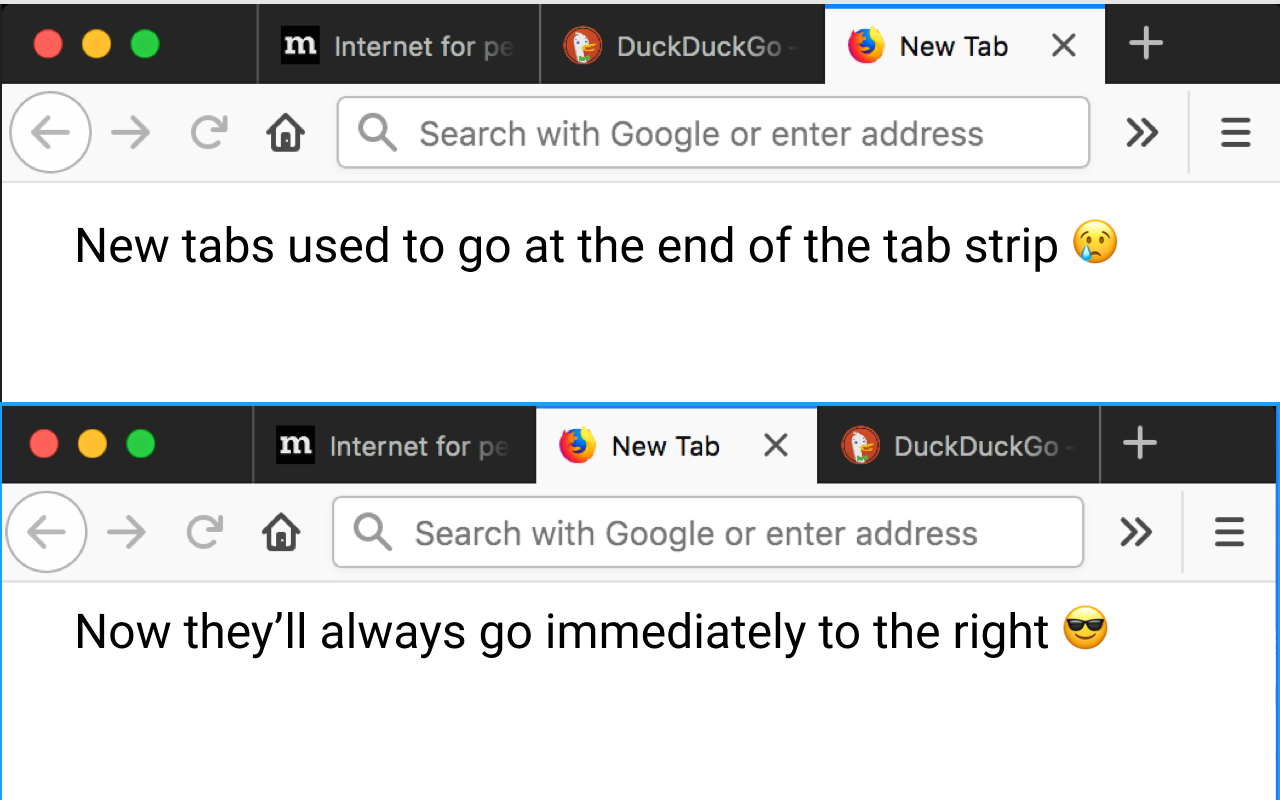 m Internet for pe DuckDuckGo - New Tab
Search with Google or enter address
New tabs used to go at the end of the tab strip 😢
m Internet for pe New Tab DuckDuckGo -
Search with Google or enter address
Now they’ll always go immediately to the right 😎